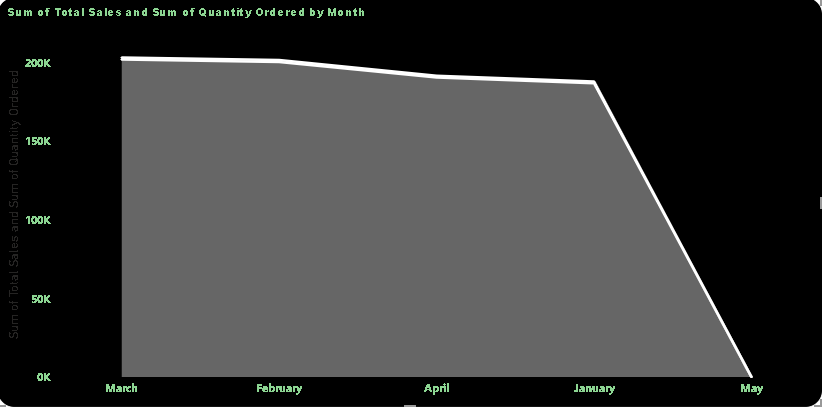 Sum of Total Sales and Sum of Quantity Ordered by Month
Sum of Total Sales and Sum of Quantity Ordered
200K
150K
100K
50K
0K
March February April January May